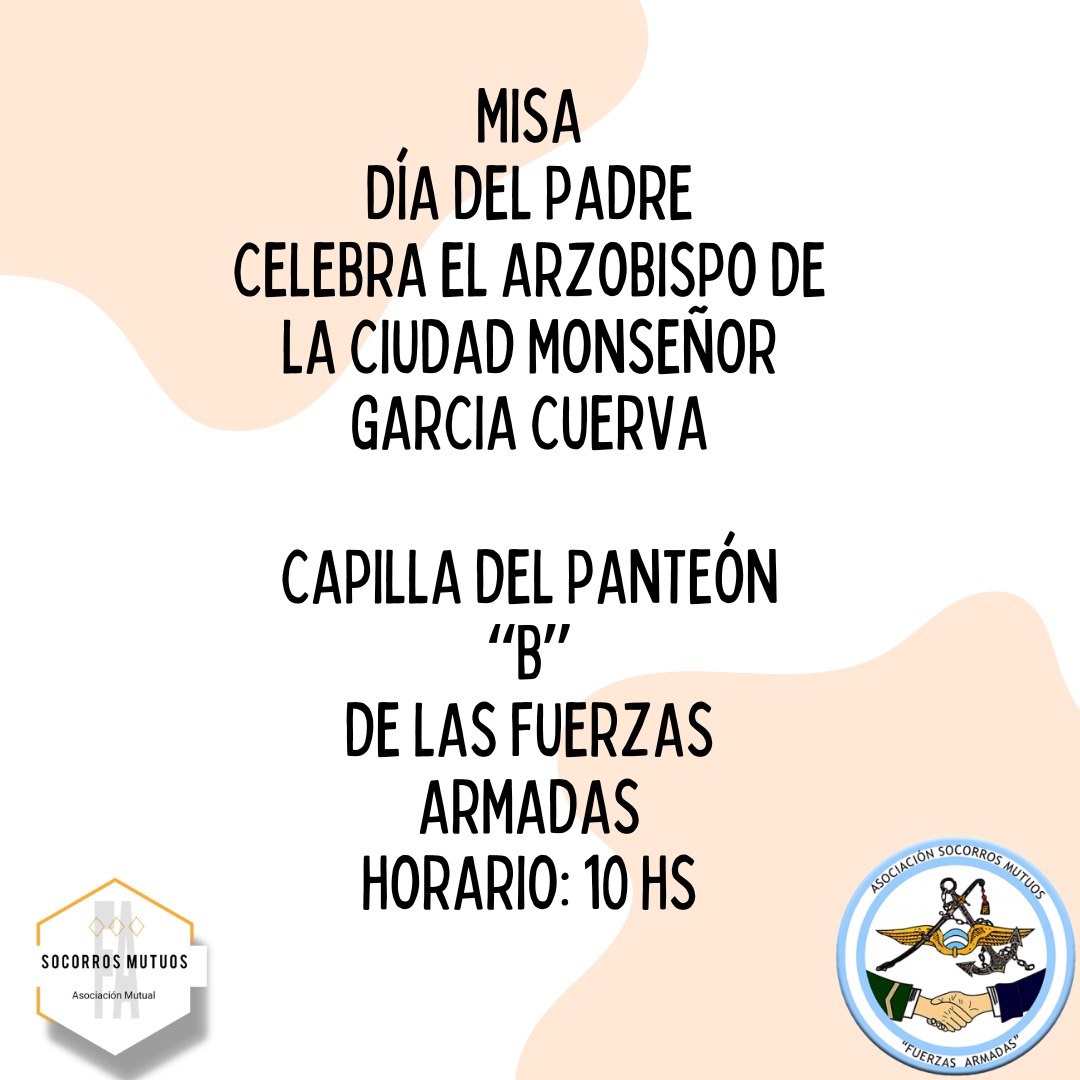 MISA
DÍA DEL PADRE
CELEBRA EL ARZOBISPO DE
LA CIUDAD MONSEÑOR
GARCIA CUERVA
CAPILLA DEL PANTEÓN
“B”
DE LAS FUERZAS
ARMADAS
HORARIO: 10 HS
FA
SOCORROS MUTUOS
Asociación Mutual
ASOCIACIÓN SOCORROS MUTUOS
“FUERZAS ARMADAS”